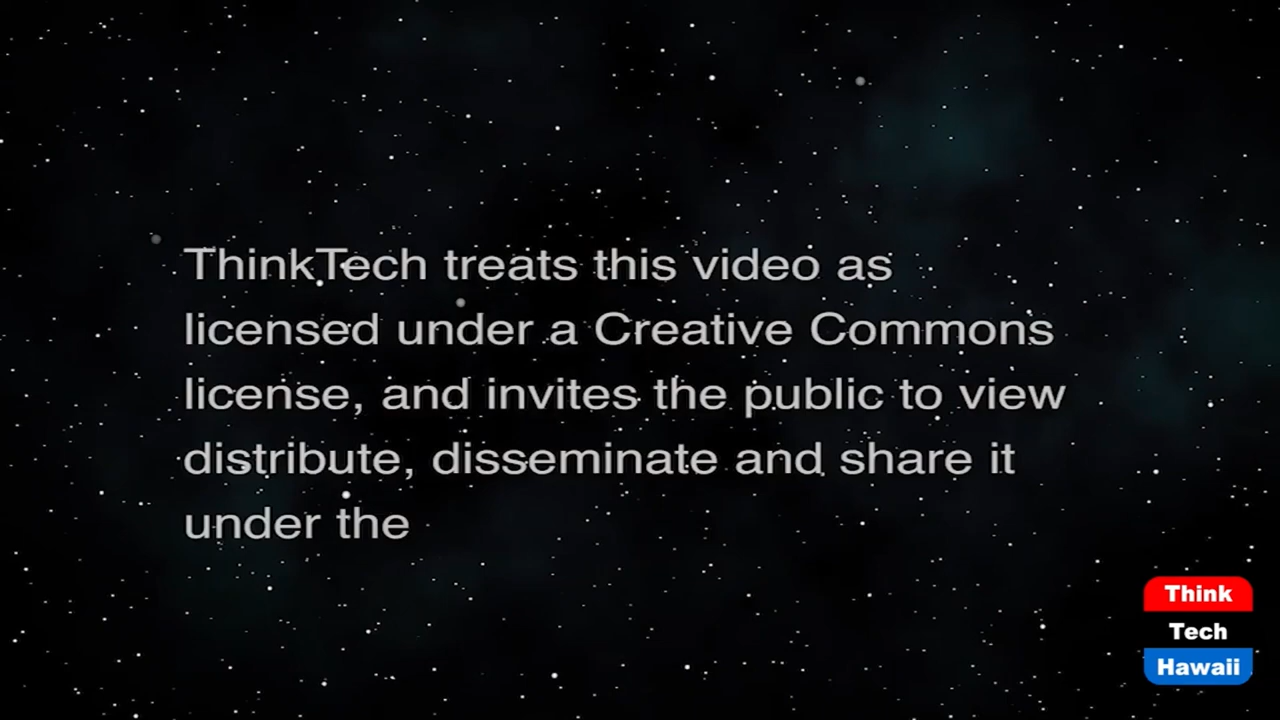 ThinkTech treats this video as
licensed under a Creative Commons
license, and invites the public to view
distribute, disseminate and share it
under the
Think
Tech
Hawaii